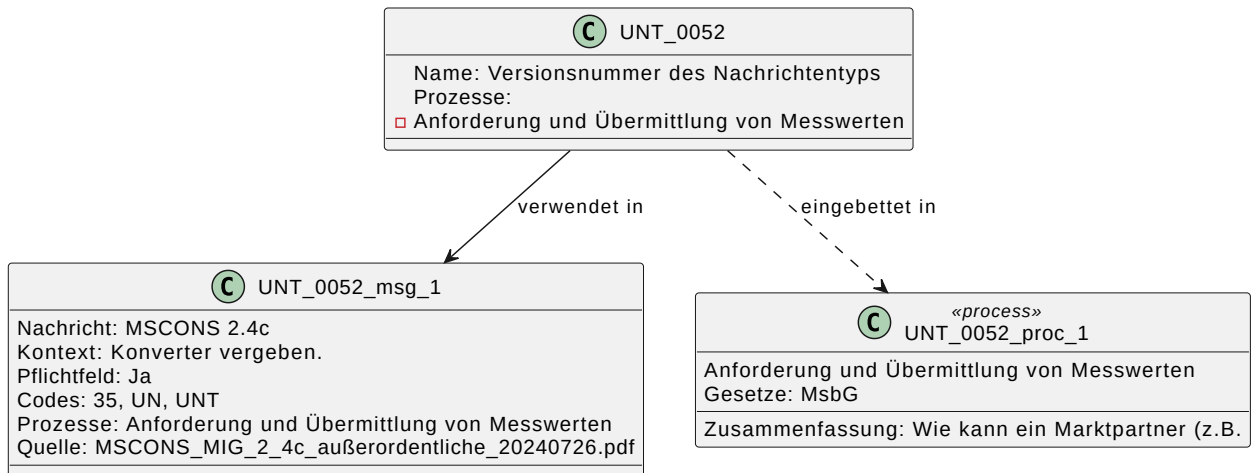 C UNT_0052
Name: Versionsnummer des Nachrichtentyps
Prozesse:
Anforderung und Übermittlung von Messwerten
verwendet in
eingebettet in
C UNT_0052_msg_1
Nachricht: MSCONS 2.4c
Kontext: Konverter vergeben.
Pflichtfeld: Ja
Codes: 35, UN, UNT
Prozesse: Anforderung und Übermittlung von Messwerten
Quelle: MSCONS_MIG_2_4c_außerordentliche_20240726.pdf
«process»
C UNT_0052_proc_1
Anforderung und Übermittlung von Messwerten
Gesetze: MsbG
Zusammenfassung: Wie kann ein Marktpartner (z.B.